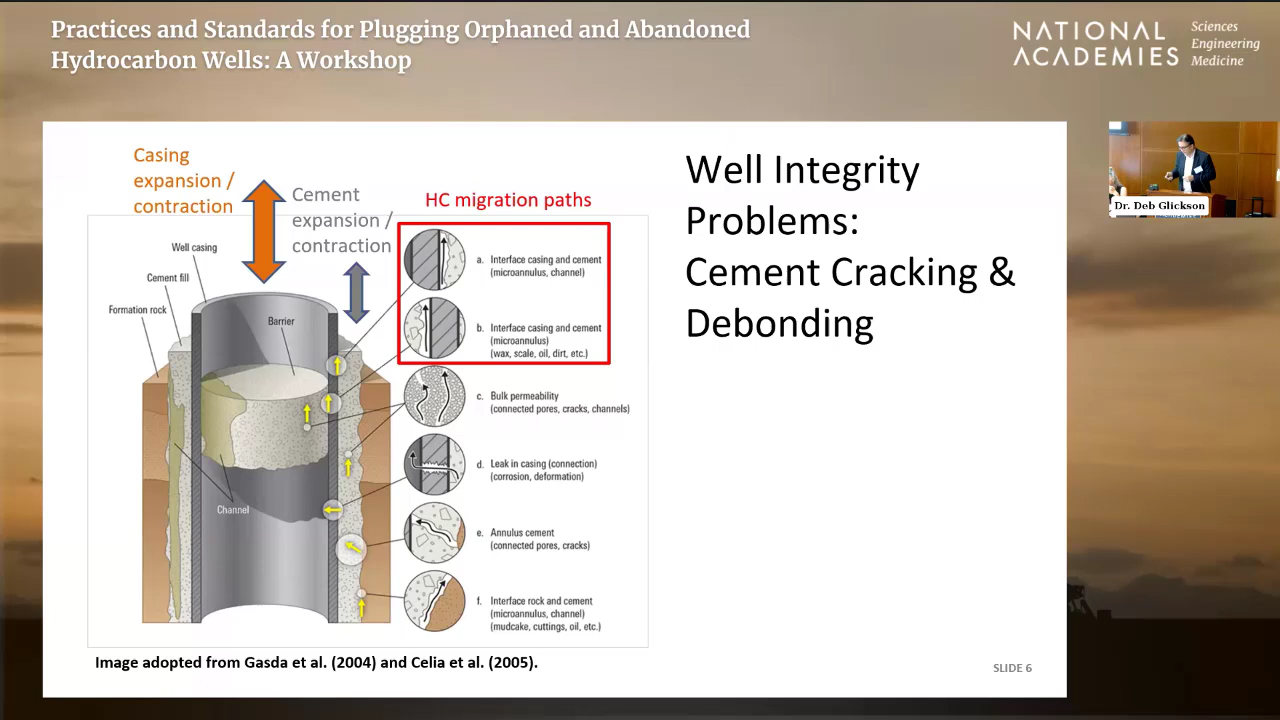 Practices and Standards for Plugging Orphaned and Abandoned
Hydrocarbon Wells: A Workshop
NATIONAL
ACADEMIES
Sciences
Engineering
Medicine
Dr. Deb Glickson
Well Integrity
Problems:
Cement Cracking &
Debonding
Casing
expansion /
contraction
Cement
expansion /
contraction
HC migration paths
Well casing
Cement fill
Formation rock
Barrier
Channel
a. Interface casing and cement
(microannulus, channel)
b. Interface casing and cement
(microannulus)
(wax, scale, oil, dirt, etc.)
c. Bulk permeability
(connected pores, cracks, channels)
d. Leak in casing (connection)
(corrosion, deformation)
e. Annulus cement
(connected pores, cracks)
f. Interface rock and cement
(microannulus, channel)
(mudcake, cuttings, oil, etc.)
Image adopted from Gasda et al. (2004) and Celia et al. (2005).
SLIDE 6